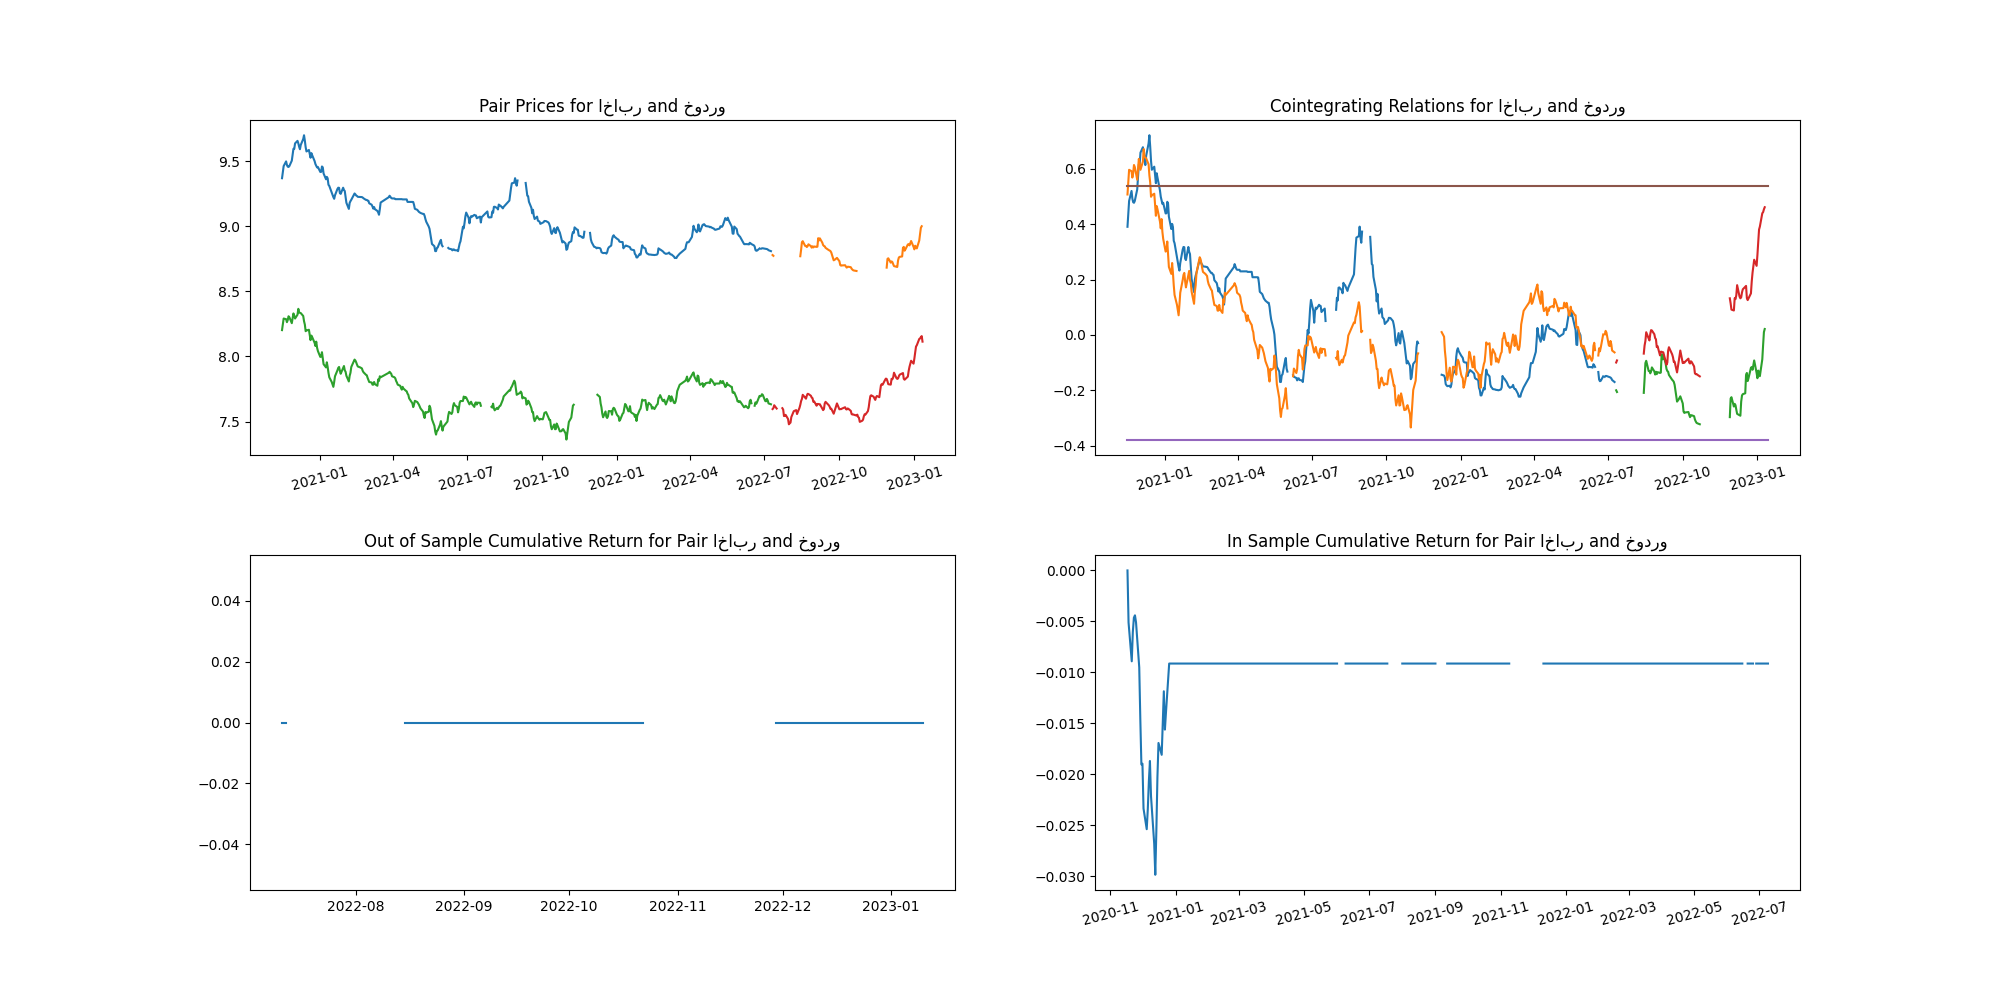 Pair Prices for اخابر and خودرو
9.5
9.0
8.5
8.0
7.5
2021-01 2021-04 2021-07 2021-10 2022-01 2022-04 2022-07 2022-10 2023-01
Cointegrating Relations for اخابر and خودرو
0.6
0.4
0.2
0.0
−0.2
−0.4
2021-01 2021-04 2021-07 2021-10 2022-01 2022-04 2022-07 2022-10 2023-01
Out of Sample Cumulative Return for Pair اخابر and خودرو
0.04
0.02
0.00
−0.02
−0.04
2022-08 2022-09 2022-10 2022-11 2022-12 2023-01
In Sample Cumulative Return for Pair اخابر and خودرو
0.000
−0.005
−0.010
−0.015
−0.020
−0.025
−0.030
2020-11 2021-01 2021-03 2021-05 2021-07 2021-09 2021-11 2022-01 2022-03 2022-05 2022-07